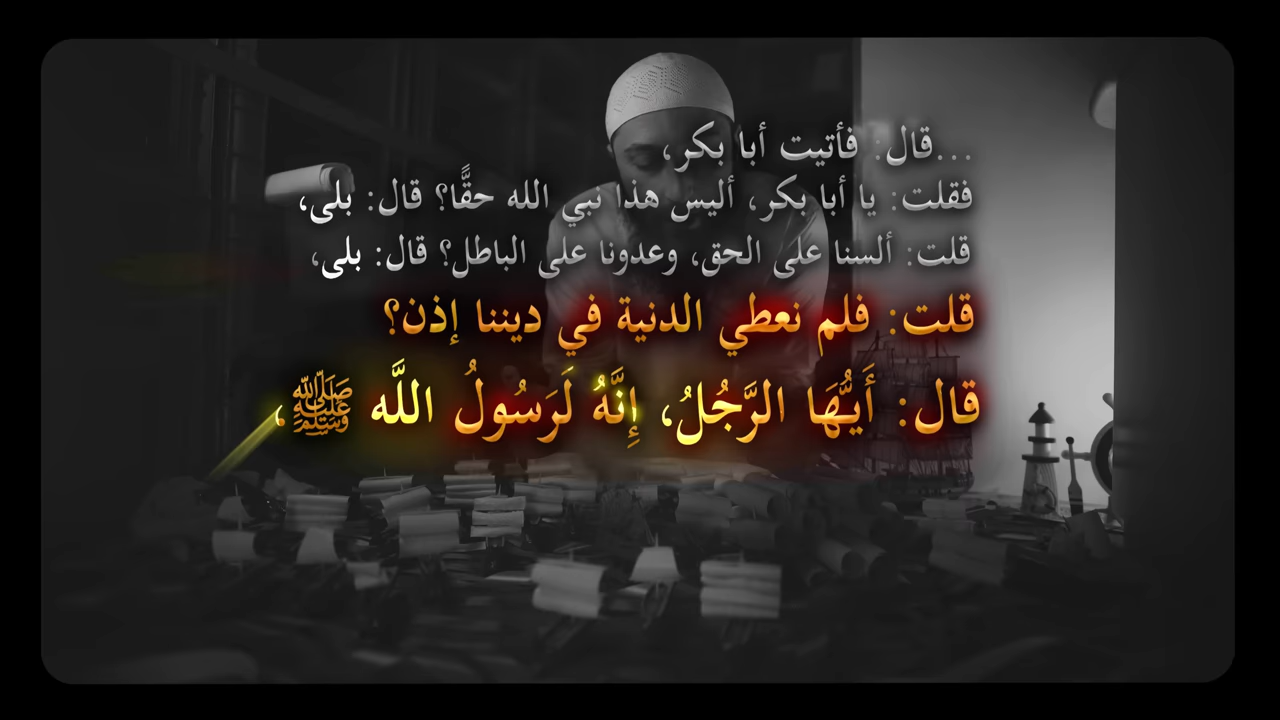 ...قال: فأتيت أبا بكر،
فقلت: يا أبا بكر، أليس هذا نبي الله حقًّا؟ قال: بلى،
قلت: ألسنا على الحق، وعدونا على الباطل؟ قال: بلى،
قلت: فلم نعطي الدنية في ديننا إذن؟
قال: أَيُّهَا الرَّجُلُ، إِنَّهُ لَرَسُولُ اللَّه ﷺ،